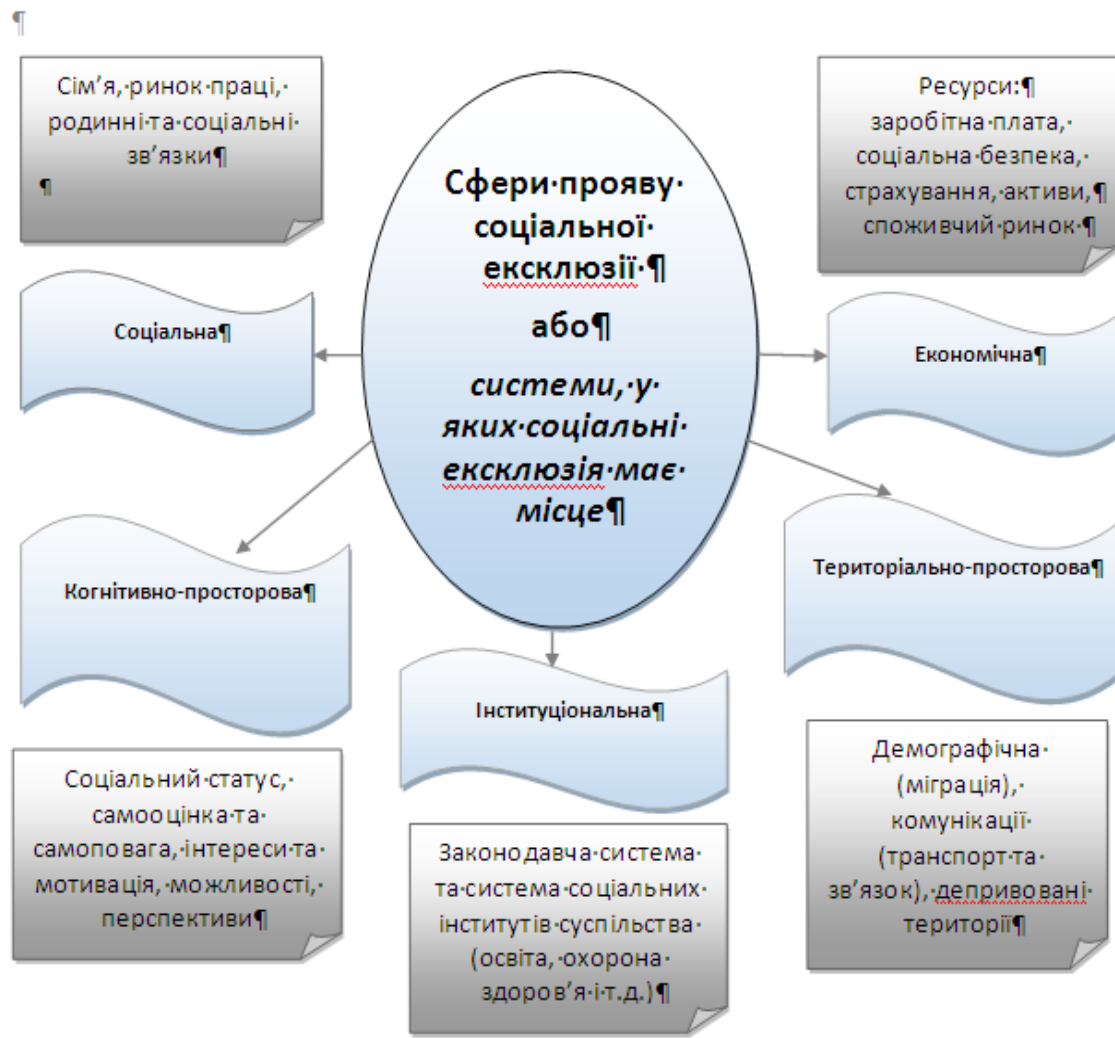 ¶
Сім’я,·ринок·праці,·
родинні·та·соціальні·
зв’язки¶
¶
Ресурси:¶
заробітна·плата,·
соціальна·безпека,·
страхування,·активи,¶
споживчий·ринок·¶
Сфери·прояву·
соціальної·
ексклюзії·¶
або¶
системи,·у·
яких·соціальні·
ексклюзія·має·
місце¶
Соціальна¶
Економічна¶
Когнітивно-просторова¶
Територіально-просторова¶
Інституціональна¶
Соціальний·статус,·
самооцінка·та·
самоповага,·інтереси·та·
мотивація,·можливості,·
перспективи¶
Законодавча·система·
та·система·соціальних·
інститутів·суспільства·
(освіта,·охорона·
здоров’я·і·т.д.)¶
Демографічна·
(міграція),·
комунікації·
(транспорт·та·
зв’язок),·депривовані·
території¶